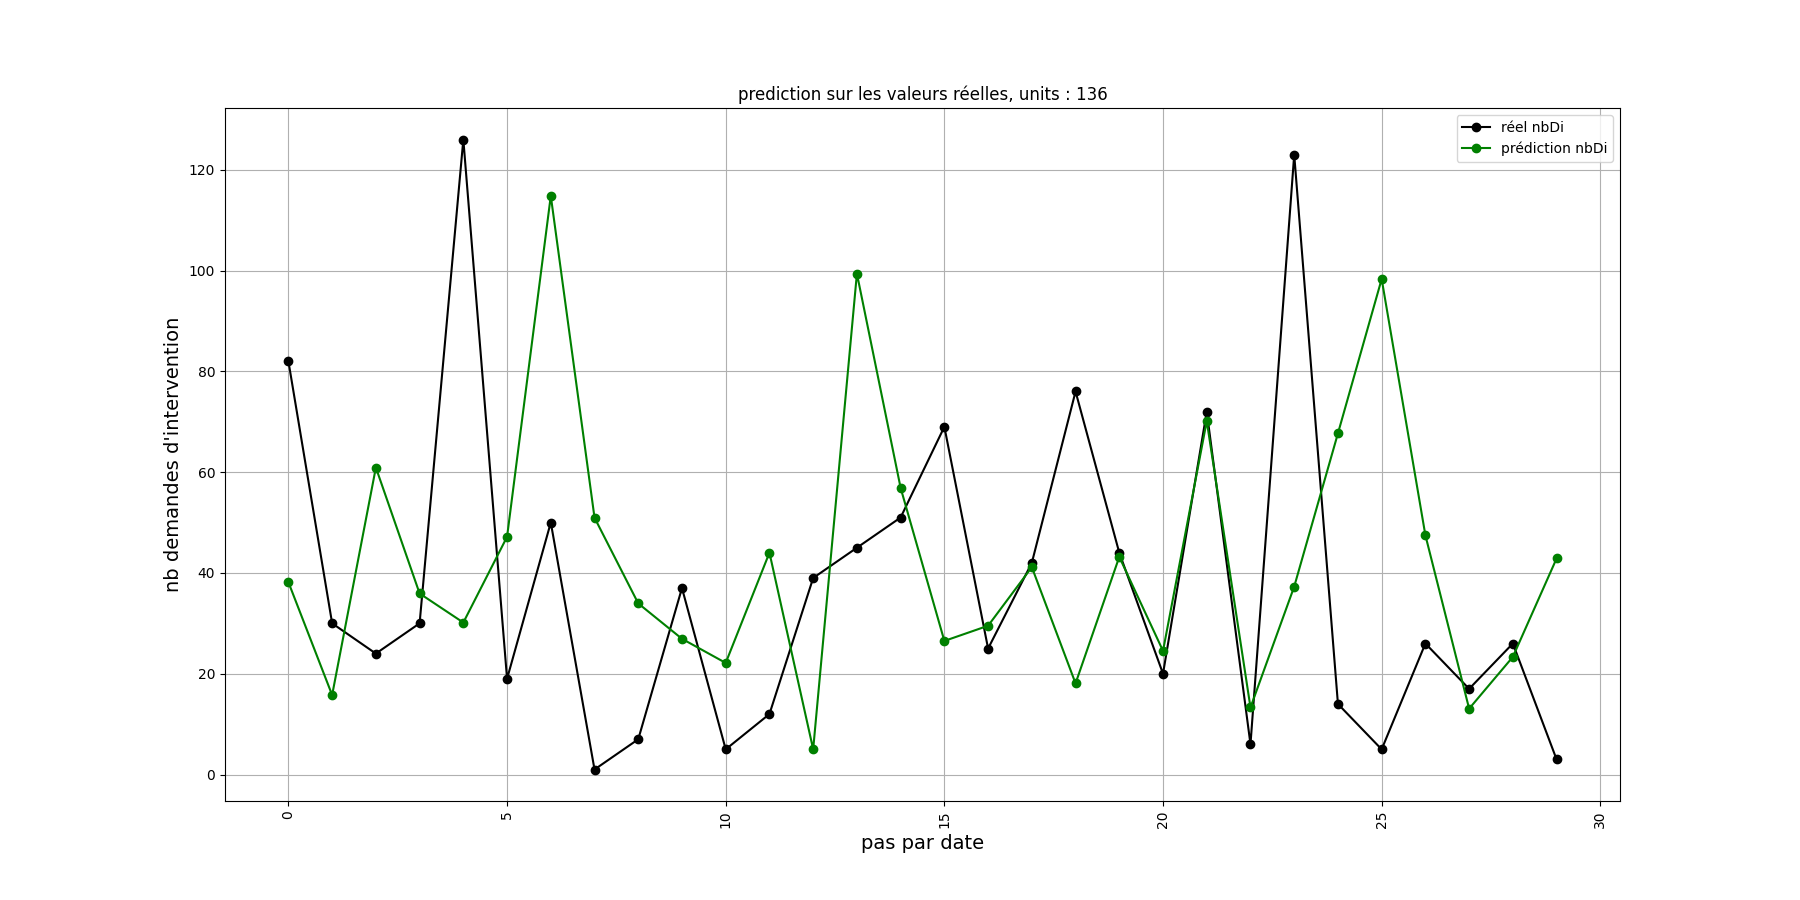 prediction sur les valeurs réelles, units : 136
réel nbDi
prédiction nbDi
nb demandes d'intervention
120
100
80
60
40
20
0
0
5
10
15
20
25
30
pas par date